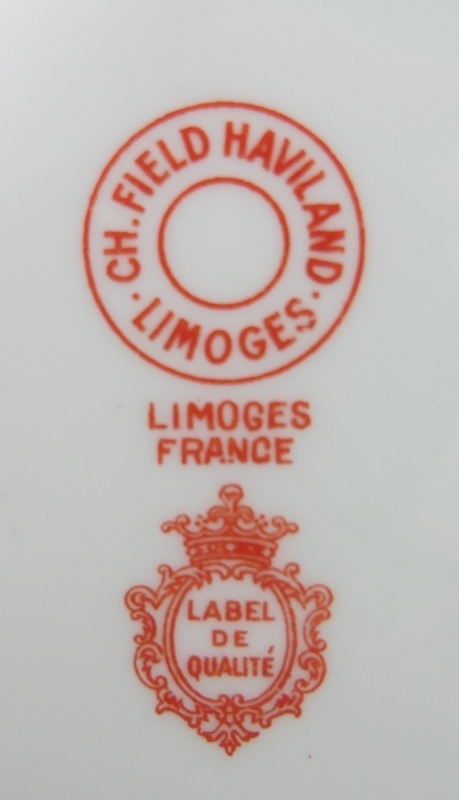 CH. FIELD HAVILAND
· LIMOGES ·
LIMOGES
FRANCE
LABEL
DE
QUALITÉ